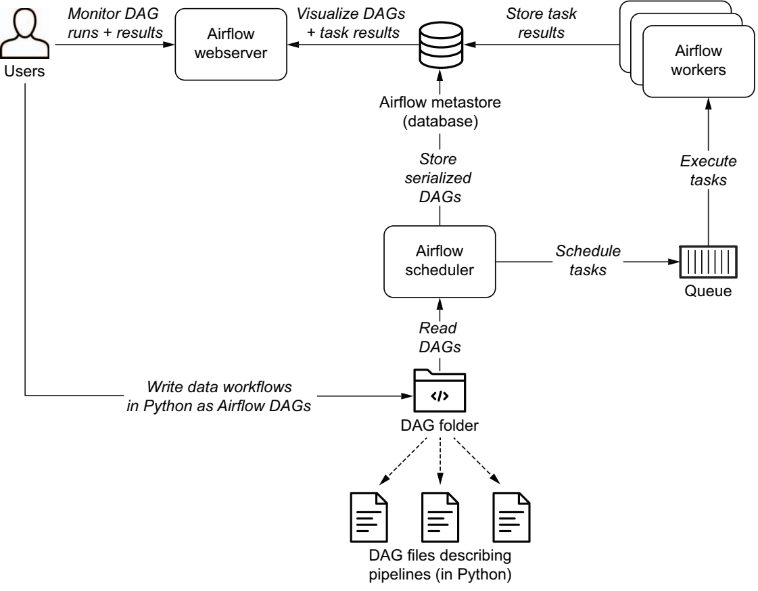 Monitor DAG
runs + results
Visualize DAGs
+ task results
Store task
results
Users
Airflow
webserver
Airflow
workers
Airflow metastore
(database)
Store
serialized
DAGs
Execute
tasks
Airflow
scheduler
Schedule
tasks
Queue
Read
DAGs
Write data workflows
in Python as Airflow DAGs
</>
DAG folder
DAG files describing
pipelines (in Python)